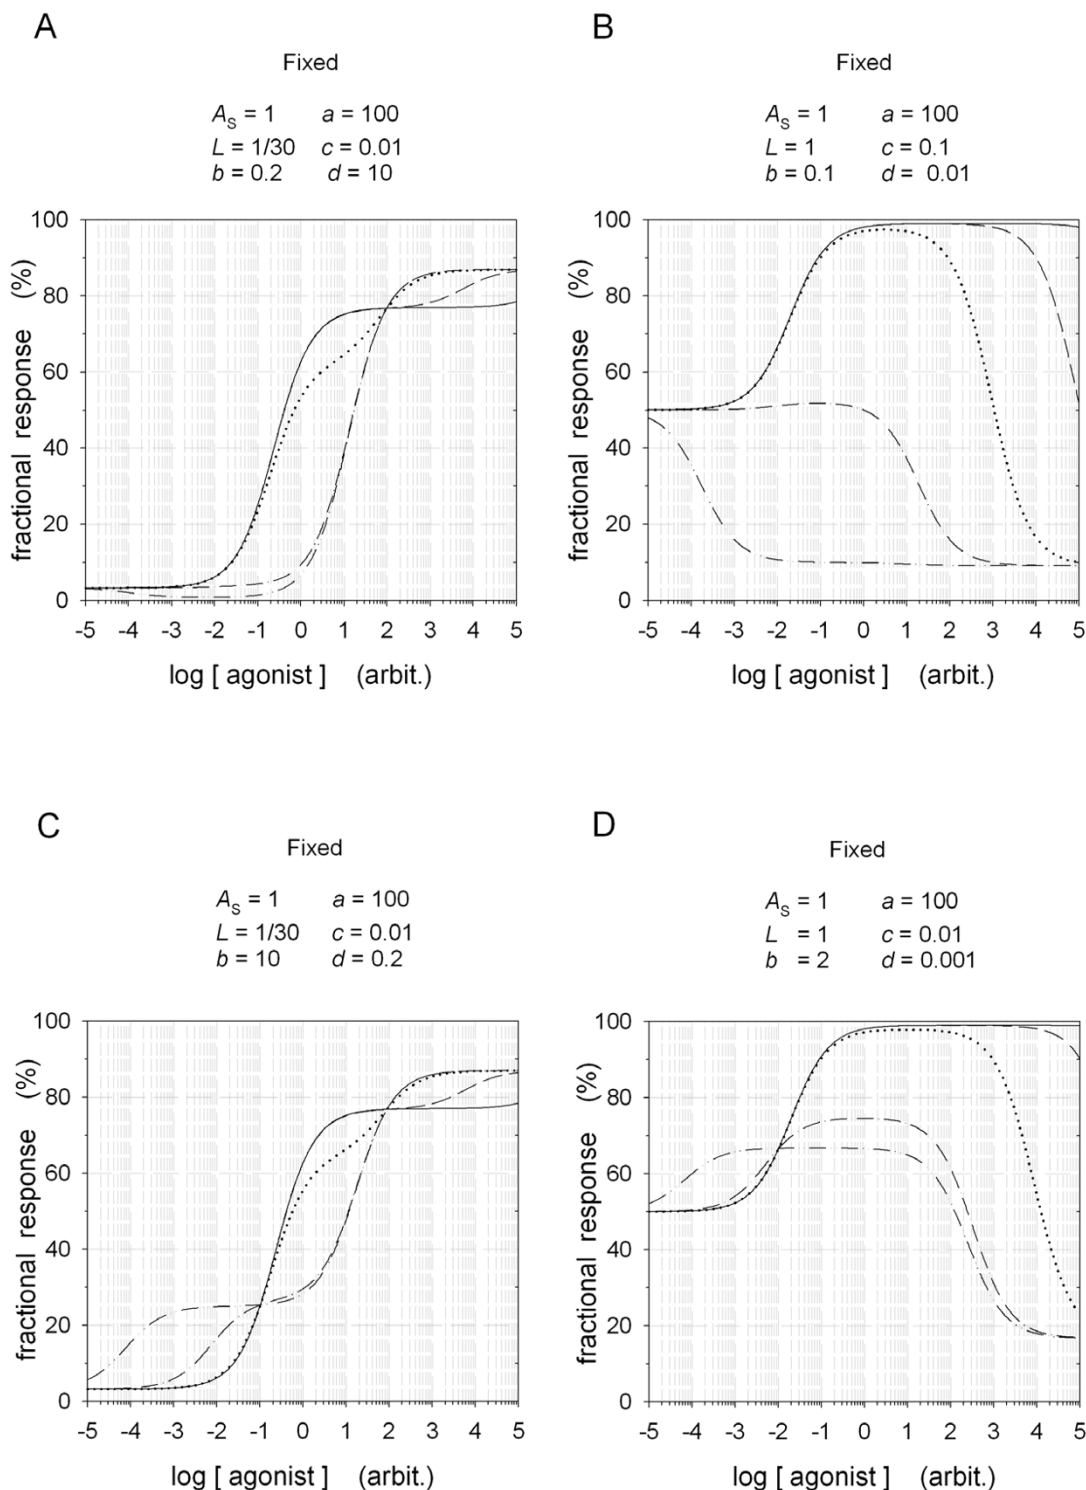 A
Fixed
A_S = 1 a = 100
L = 1/30 c = 0.01
b = 0.2 d = 10
fractional response (%)
100
80
60
40
20
0
-5 -4 -3 -2 -1 0 1 2 3 4 5
log [ agonist ] (arbit.)
B
Fixed
A_S = 1 a = 100
L = 1 c = 0.1
b = 0.1 d = 0.01
fractional response (%)
100
80
60
40
20
0
-5 -4 -3 -2 -1 0 1 2 3 4 5
log [ agonist ] (arbit.)
C
Fixed
A_S = 1 a = 100
L = 1/30 c = 0.01
b = 10 d = 0.2
fractional response (%)
100
80
60
40
20
0
-5 -4 -3 -2 -1 0 1 2 3 4 5
log [ agonist ] (arbit.)
D
Fixed
A_S = 1 a = 100
L = 1 c = 0.01
b = 2 d = 0.001
fractional response (%)
100
80
60
40
20
0
-5 -4 -3 -2 -1 0 1 2 3 4 5
log [ agonist ] (arbit.)